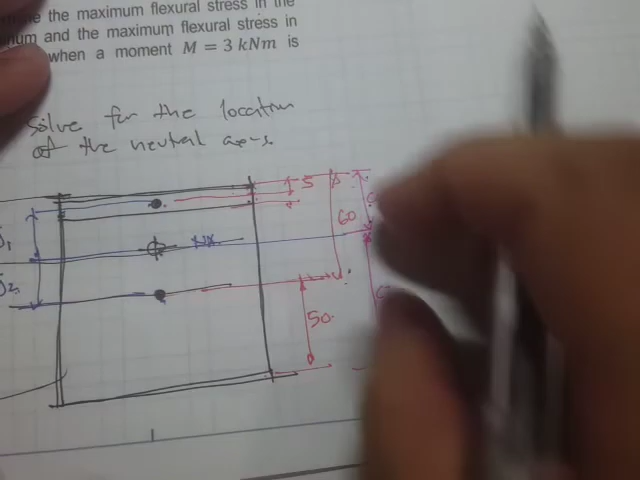 the maximum flexural stress in the
and the maximum flexural stress in
when a moment M = 3 kNm is
Solve for the location
of the neutral axis.
5
60
NX
50